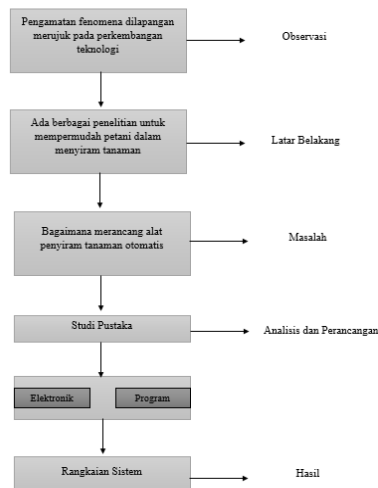 Pengamatan fenomena dilapangan
merujuk pada perkembangan
teknologi
Observasi
Ada berbagai penelitian untuk
mempermudah petani dalam
menyiram tanaman
Latar Belakang
Bagaimana merancang alat
penyiram tanaman otomatis
Masalah
Studi Pustaka
Analisis dan Perancangan
Elektronik
Program
Rangkaian Sistem
Hasil